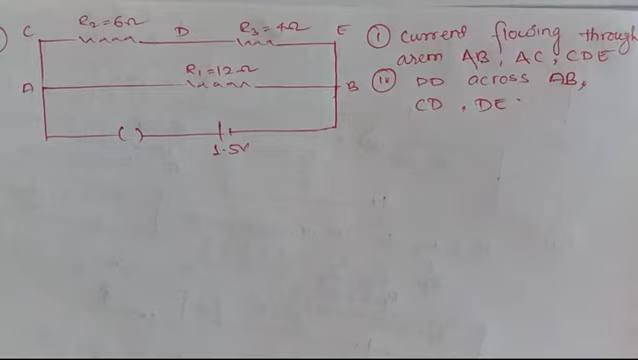 C R₂=6Ω D R₃=4Ω E
A R₁=12Ω B
( )
1.5V
(i) current flowing through
arem AB, AC, CDE
(ii) PD across AB,
CD, DE.